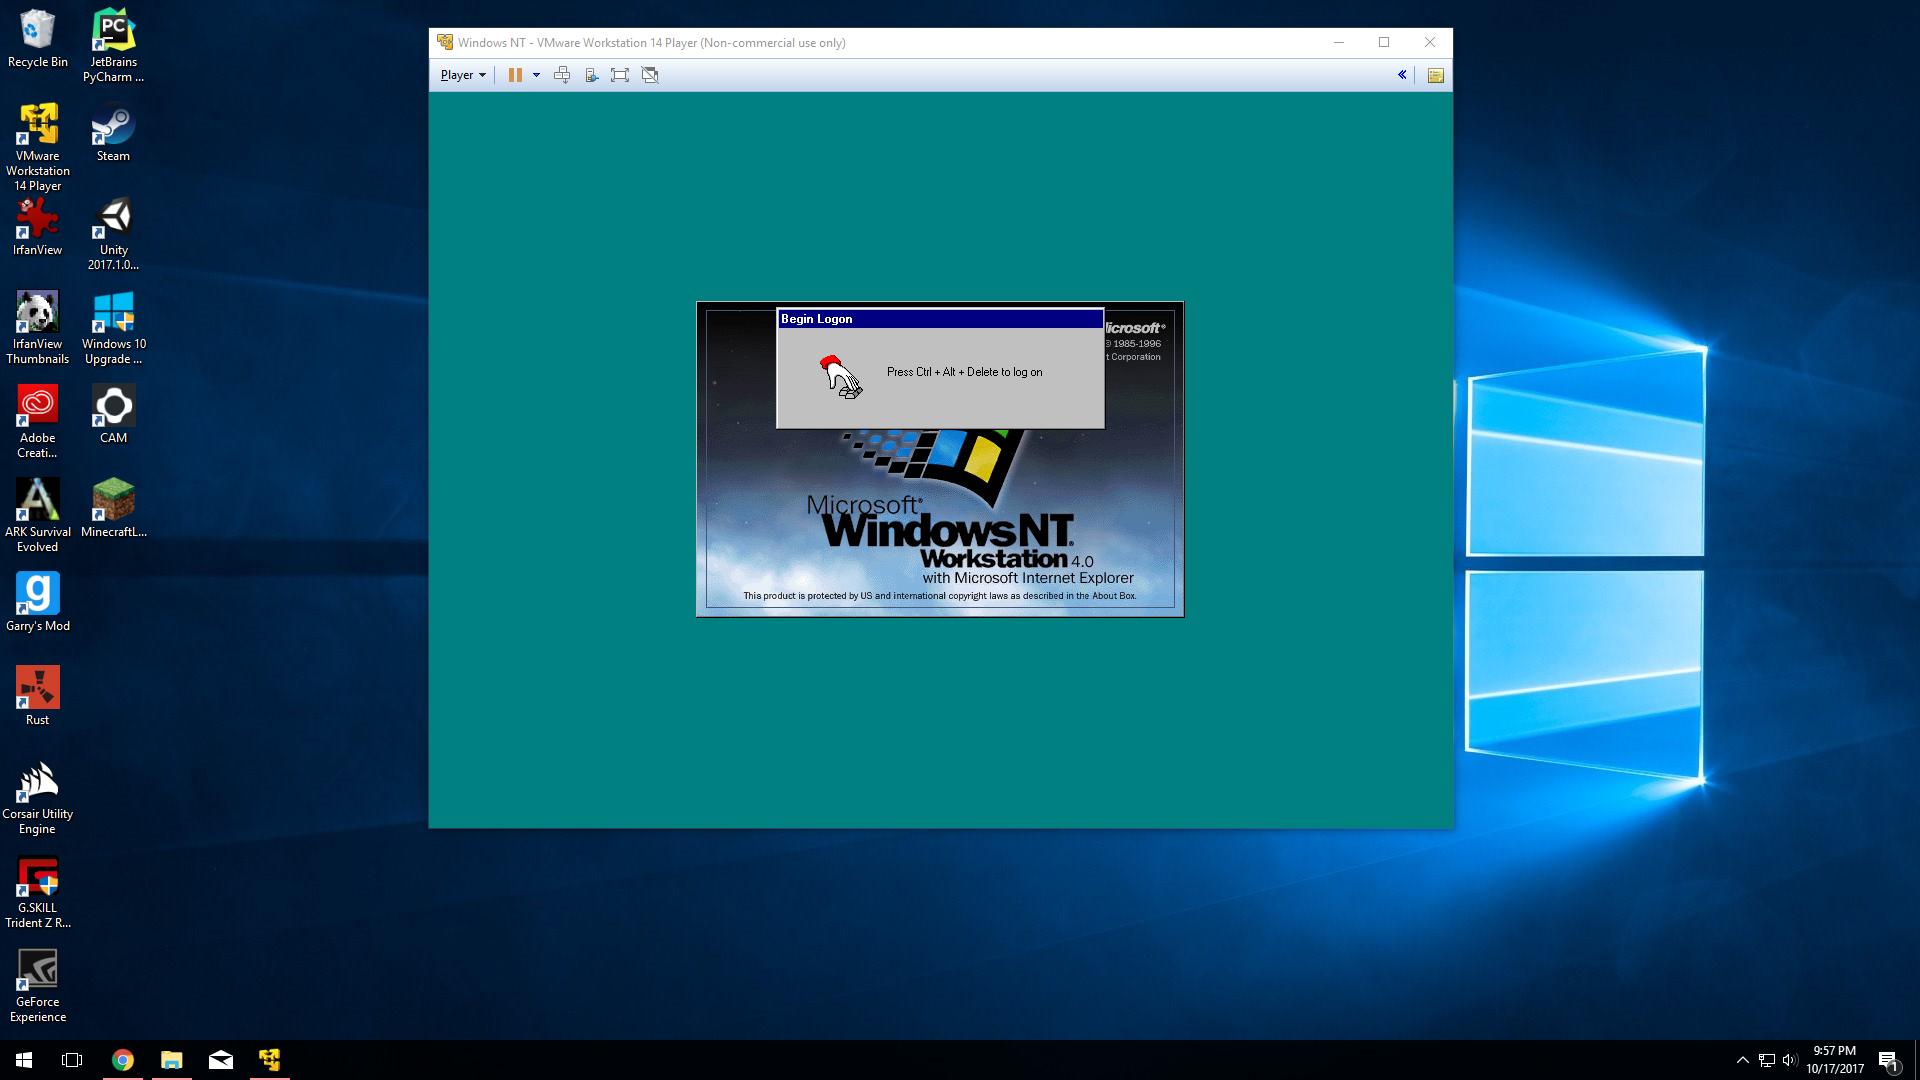 Recycle Bin
JetBrains
PyCharm ...
VMware
Workstation
14 Player
Steam
IrfanView
Unity
2017.1.0...
IrfanView
Thumbnails
Windows 10
Upgrade ...
Adobe
Creati...
CAM
ARK Survival
Evolved
MinecraftL...
Garry's Mod
Rust
Corsair Utility
Engine
G.SKILL
Trident Z R...
GeForce
Experience
Windows NT - VMware Workstation 14 Player (Non-commercial use only)
Player
Begin Logon
Press Ctrl + Alt + Delete to log on
Microsoft®
© 1985-1996
t Corporation
Microsoft®
WindowsNT®
Workstation 4.0
with Microsoft Internet Explorer
This product is protected by US and international copyright laws as described in the About Box.
9:57 PM
10/17/2017
1